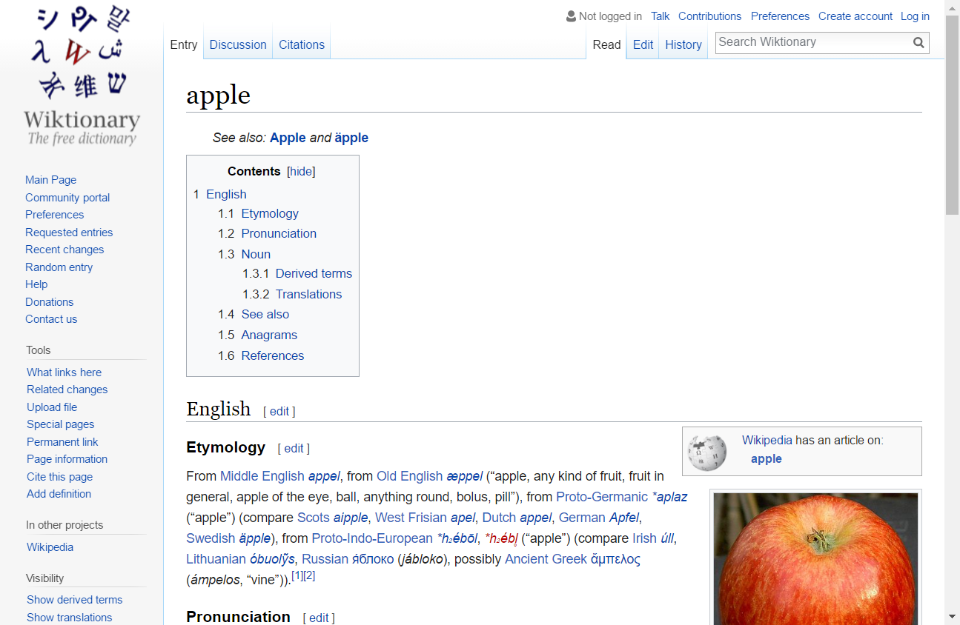 Not logged in Talk Contributions Preferences Create account Log in
Entry Discussion Citations Read Edit History Search Wiktionary
シ 말
λ W ش
维 ש
Wiktionary
The free dictionary
Main Page
Community portal
Preferences
Requested entries
Recent changes
Random entry
Help
Donations
Contact us
Tools
What links here
Related changes
Upload file
Special pages
Permanent link
Page information
Cite this page
Add definition
In other projects
Wikipedia
Visibility
Show derived terms
Show translations
apple
See also: Apple and äpple
Contents [hide]
1 English
1.1 Etymology
1.2 Pronunciation
1.3 Noun
1.3.1 Derived terms
1.3.2 Translations
1.4 See also
1.5 Anagrams
1.6 References
English [ edit ]
Etymology [ edit ]
From Middle English appel, from Old English æppel (“apple, any kind of fruit, fruit in
general, apple of the eye, ball, anything round, bolus, pill”), from Proto-Germanic *aplaz
(“apple”) (compare Scots aipple, West Frisian apel, Dutch appel, German Apfel,
Swedish äpple), from Proto-Indo-European *h₂ébōl, *h₂ébl̥ (“apple”) (compare Irish úll,
Lithuanian óbuolỹs, Russian я́блоко (jábloko), possibly Ancient Greek ἄμπελος
(ámpelos, “vine”)).[1][2]
Wikipedia has an article on:
apple
Pronunciation [ edit ]